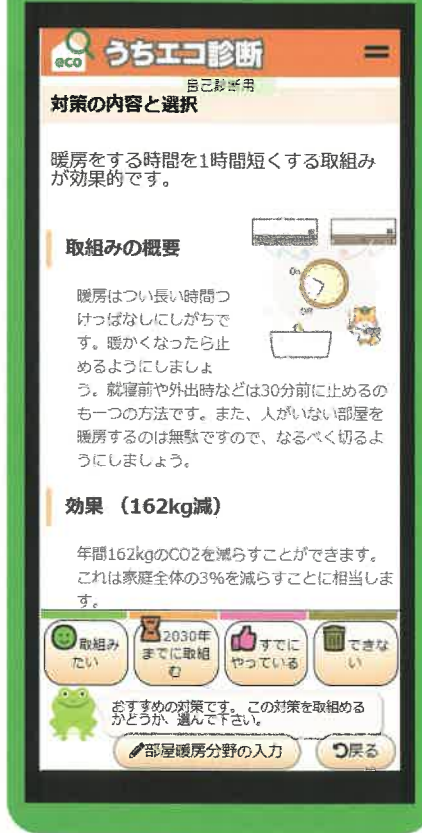 eco うちエコ診断
自己診断用
対策の内容と選択
暖房をする時間を1時間短くする取組み
が効果的です。
取組みの概要
暖房はつい長い時間つ
けっぱなしにしがちで
す。暖かくなったら止
めるようにしましょ
う。就寝前や外出時などは30分前に止めるの
も一つの方法です。また、人がいない部屋を
暖房するのは無駄ですので、なるべく切るよ
うにしましょう。
On
Off
効果 （162kg減）
年間162kgのCO2を減らすことができます。
これは家庭全体の3%を減らすことに相当しま
す。
取組み
たい
2030年
までに取組
む
すでに
やっている
できな
い
おすすめの対策です。この対策を取組める
かどうか、選んで下さい。
部屋暖房分野の入力
戻る